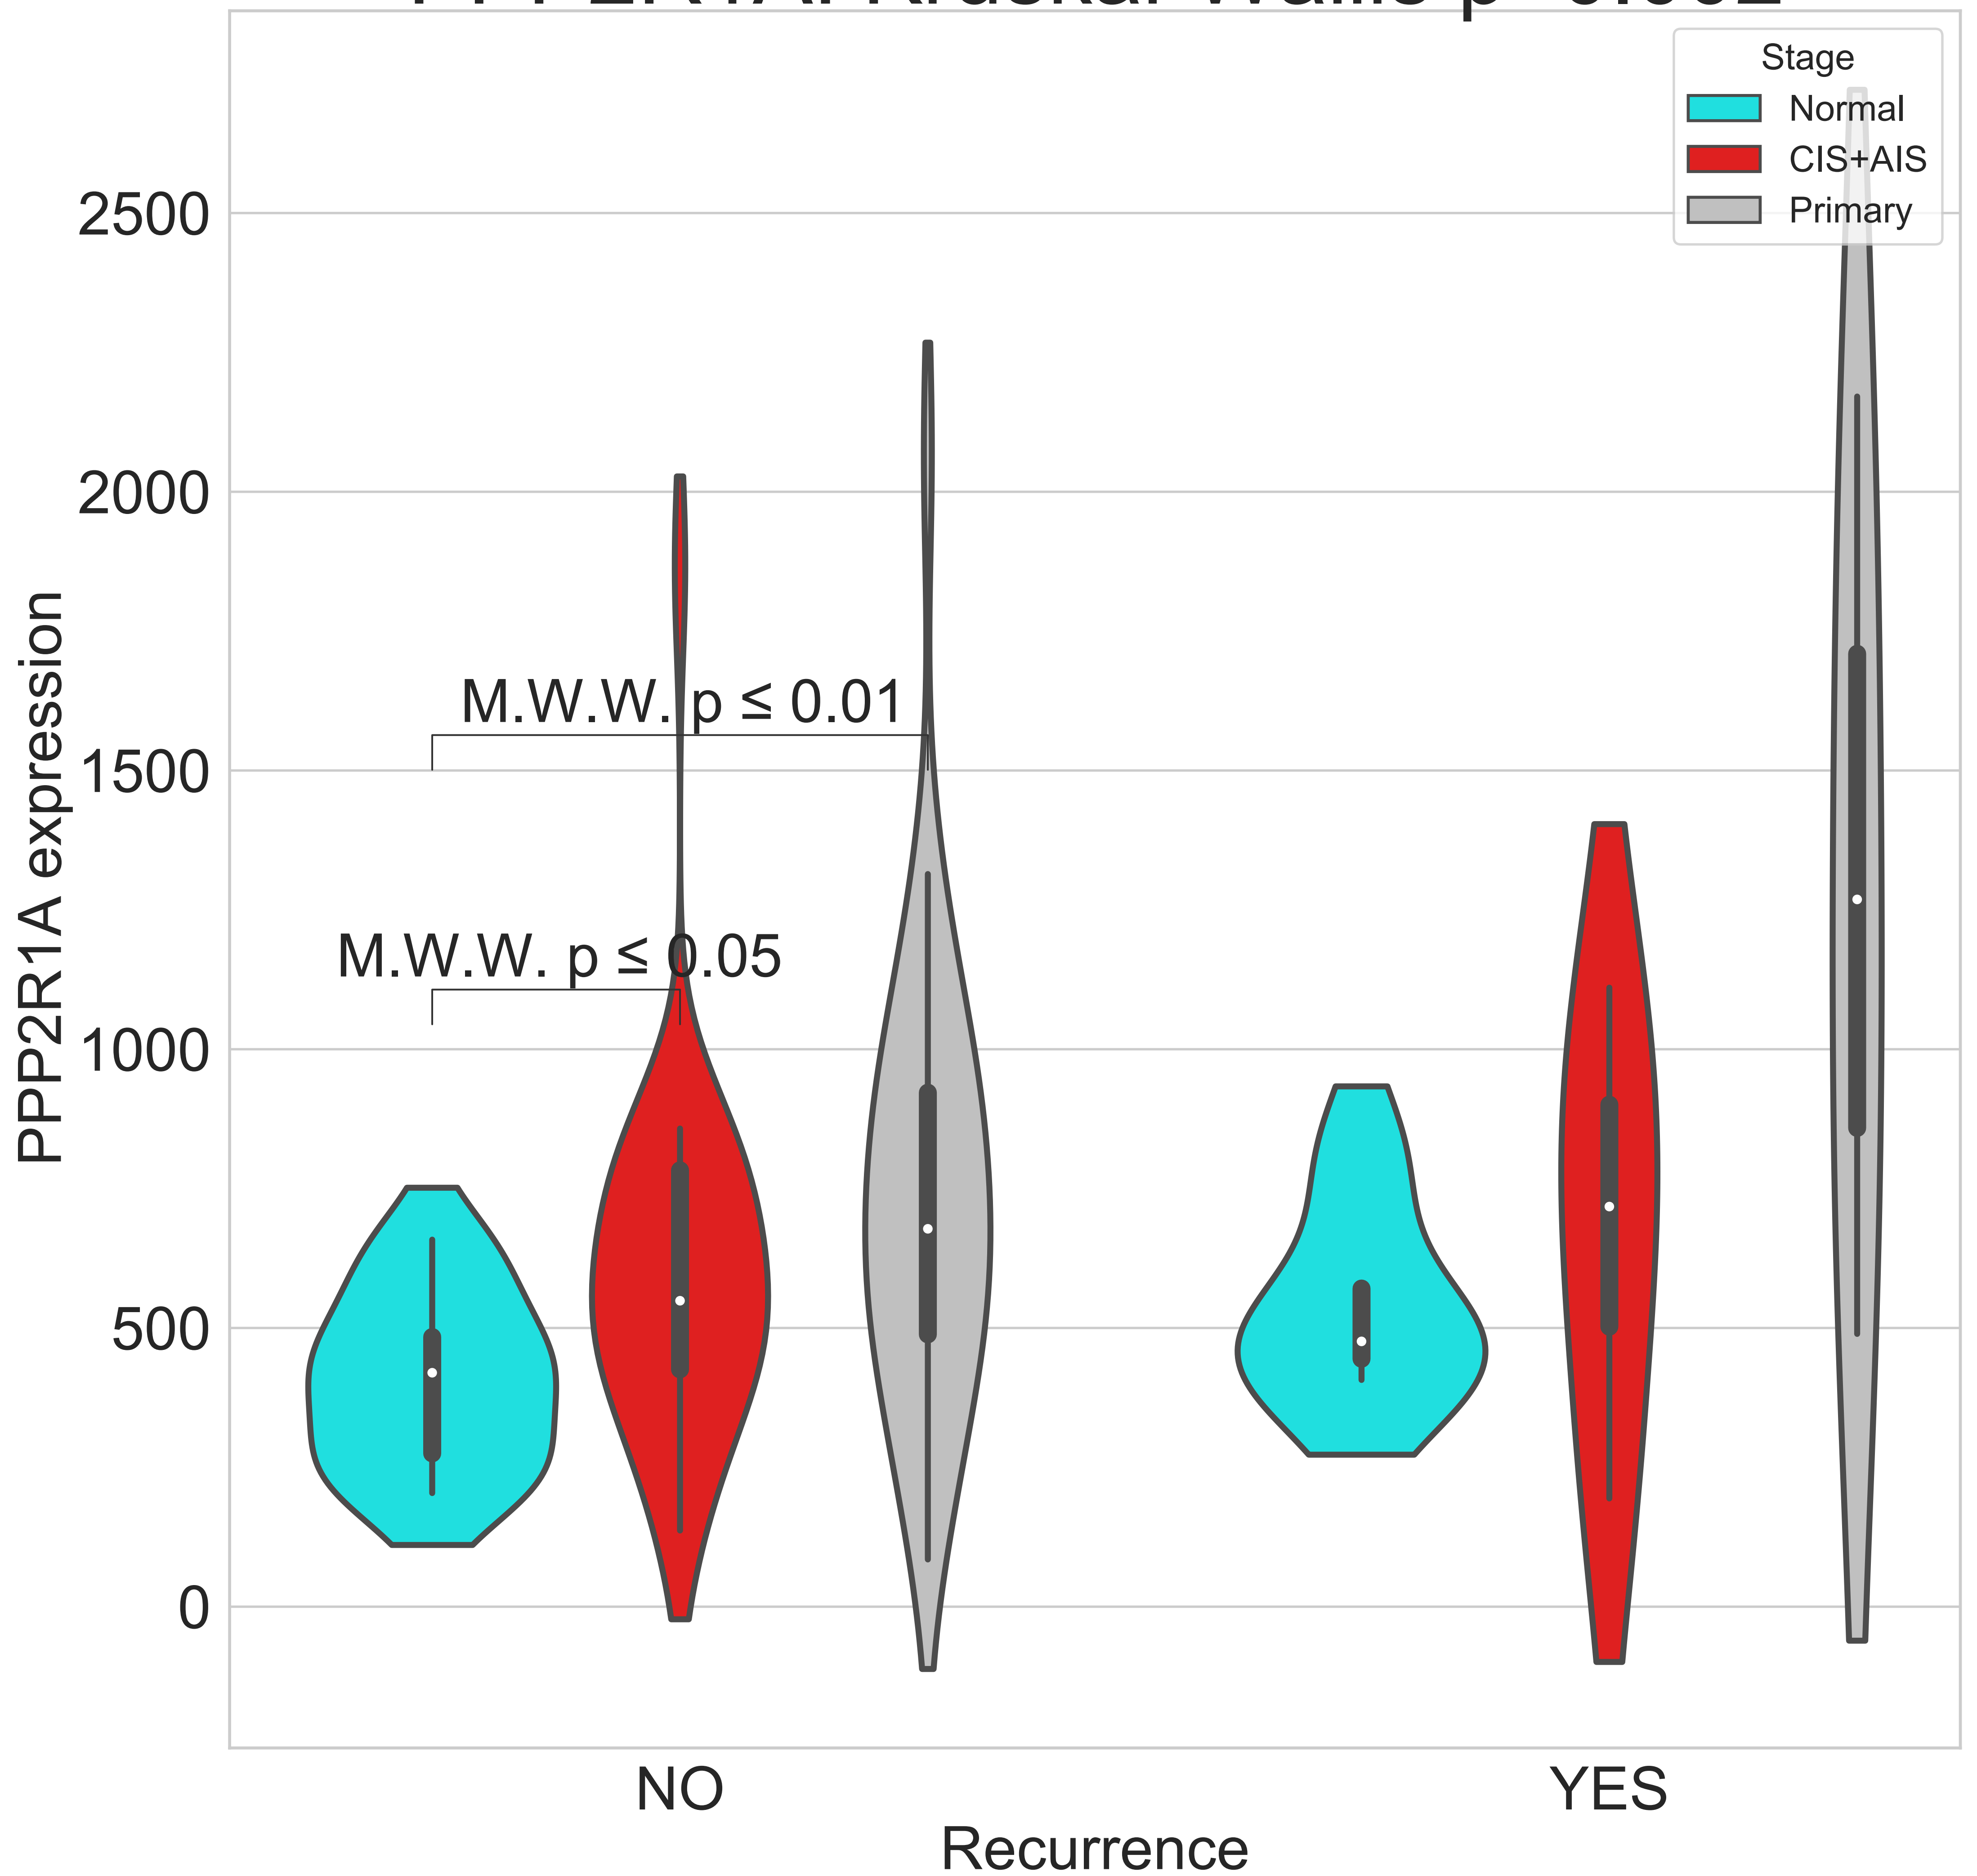 Stage
Normal
CIS+AIS
Primary
2500
2000
1500
1000
500
0
PPP2R1A expression
M.W.W. p ≤ 0.01
M.W.W. p ≤ 0.05
NO
YES
Recurrence